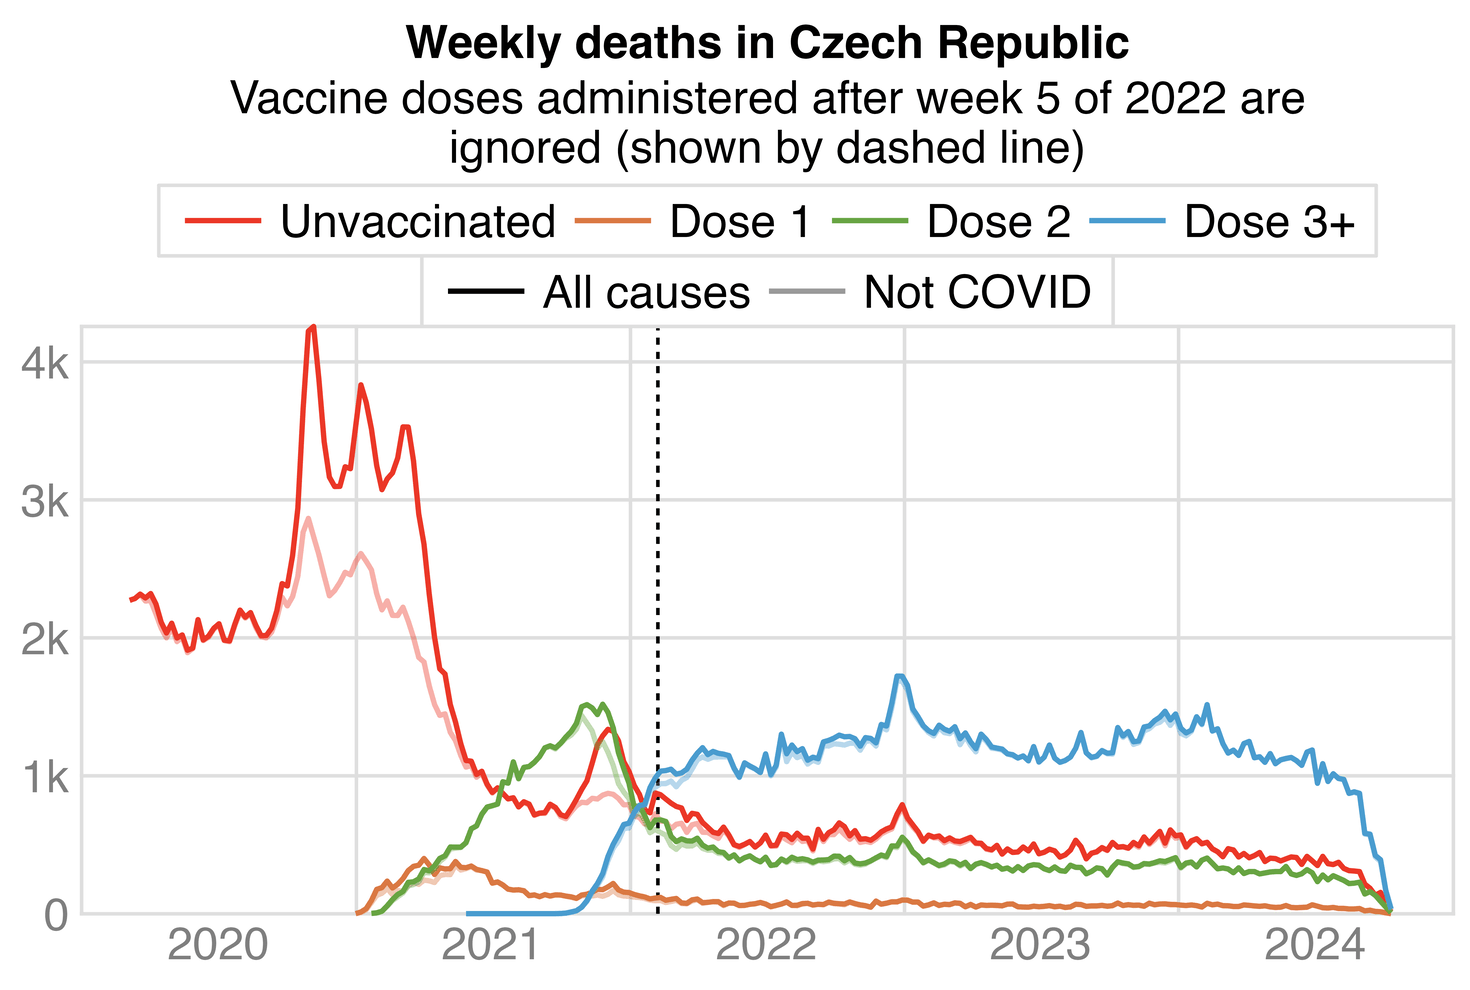 Weekly deaths in Czech Republic
Vaccine doses administered after week 5 of 2022 are
ignored (shown by dashed line)
Unvaccinated Dose 1 Dose 2 Dose 3+
All causes Not COVID
4k
3k
2k
1k
0
2020 2021 2022 2023 2024